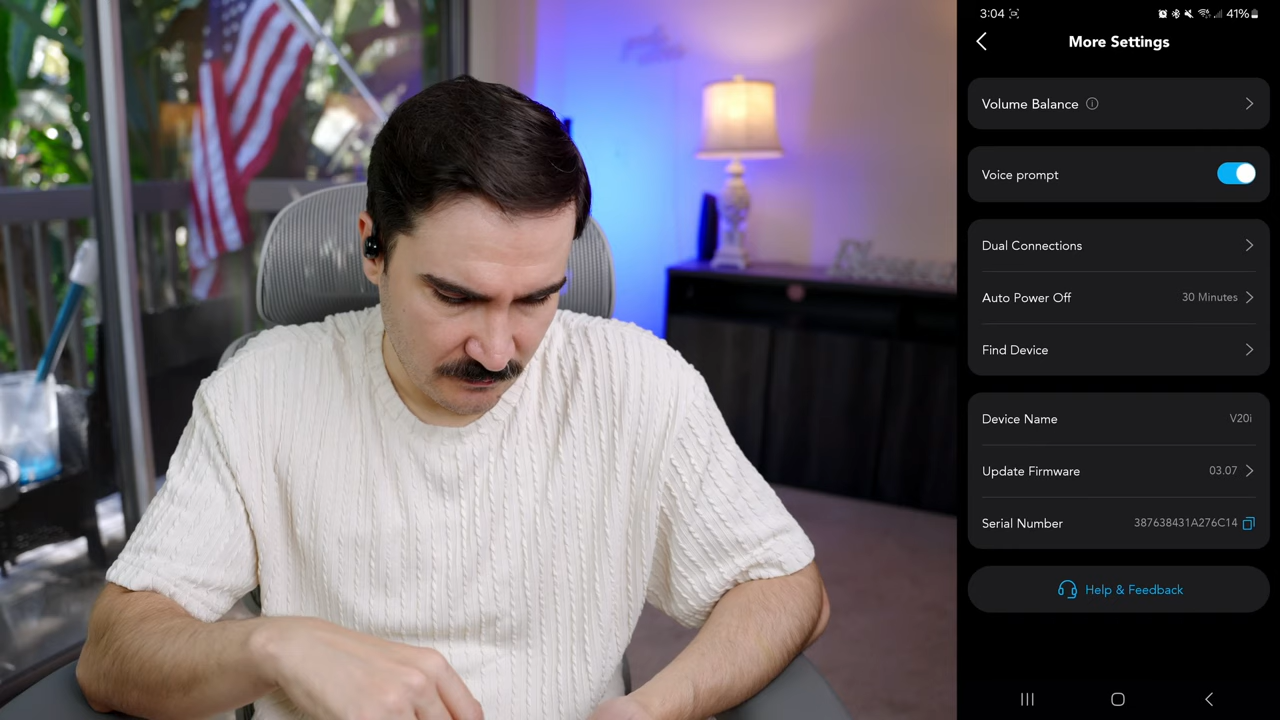 3:04
41%
More Settings
Volume Balance
Voice prompt
Dual Connections
Auto Power Off 30 Minutes
Find Device
Device Name V20i
Update Firmware 03.07
Serial Number 387638431A276C14
Help & Feedback